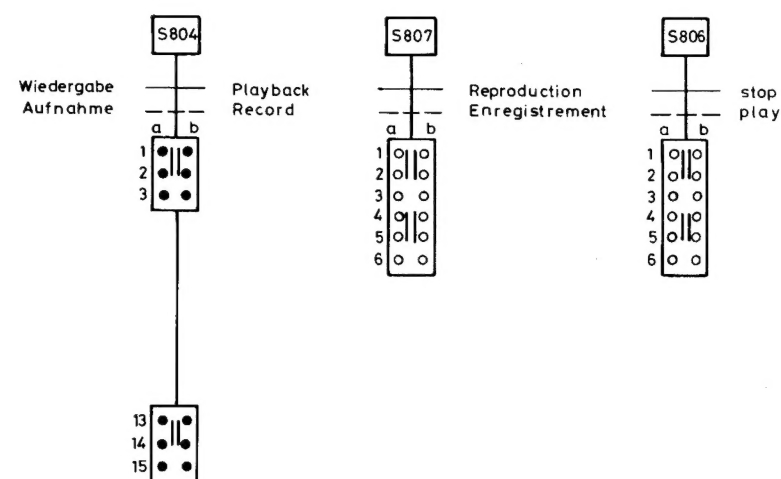 S804
S807
S806
Wiedergabe
Playback
Reproduction
stop
Aufnahme
Record
Enregistrement
play
a b
a b
a b
1
2
3
1
2
3
4
5
6
1
2
3
4
5
6
13
14
15